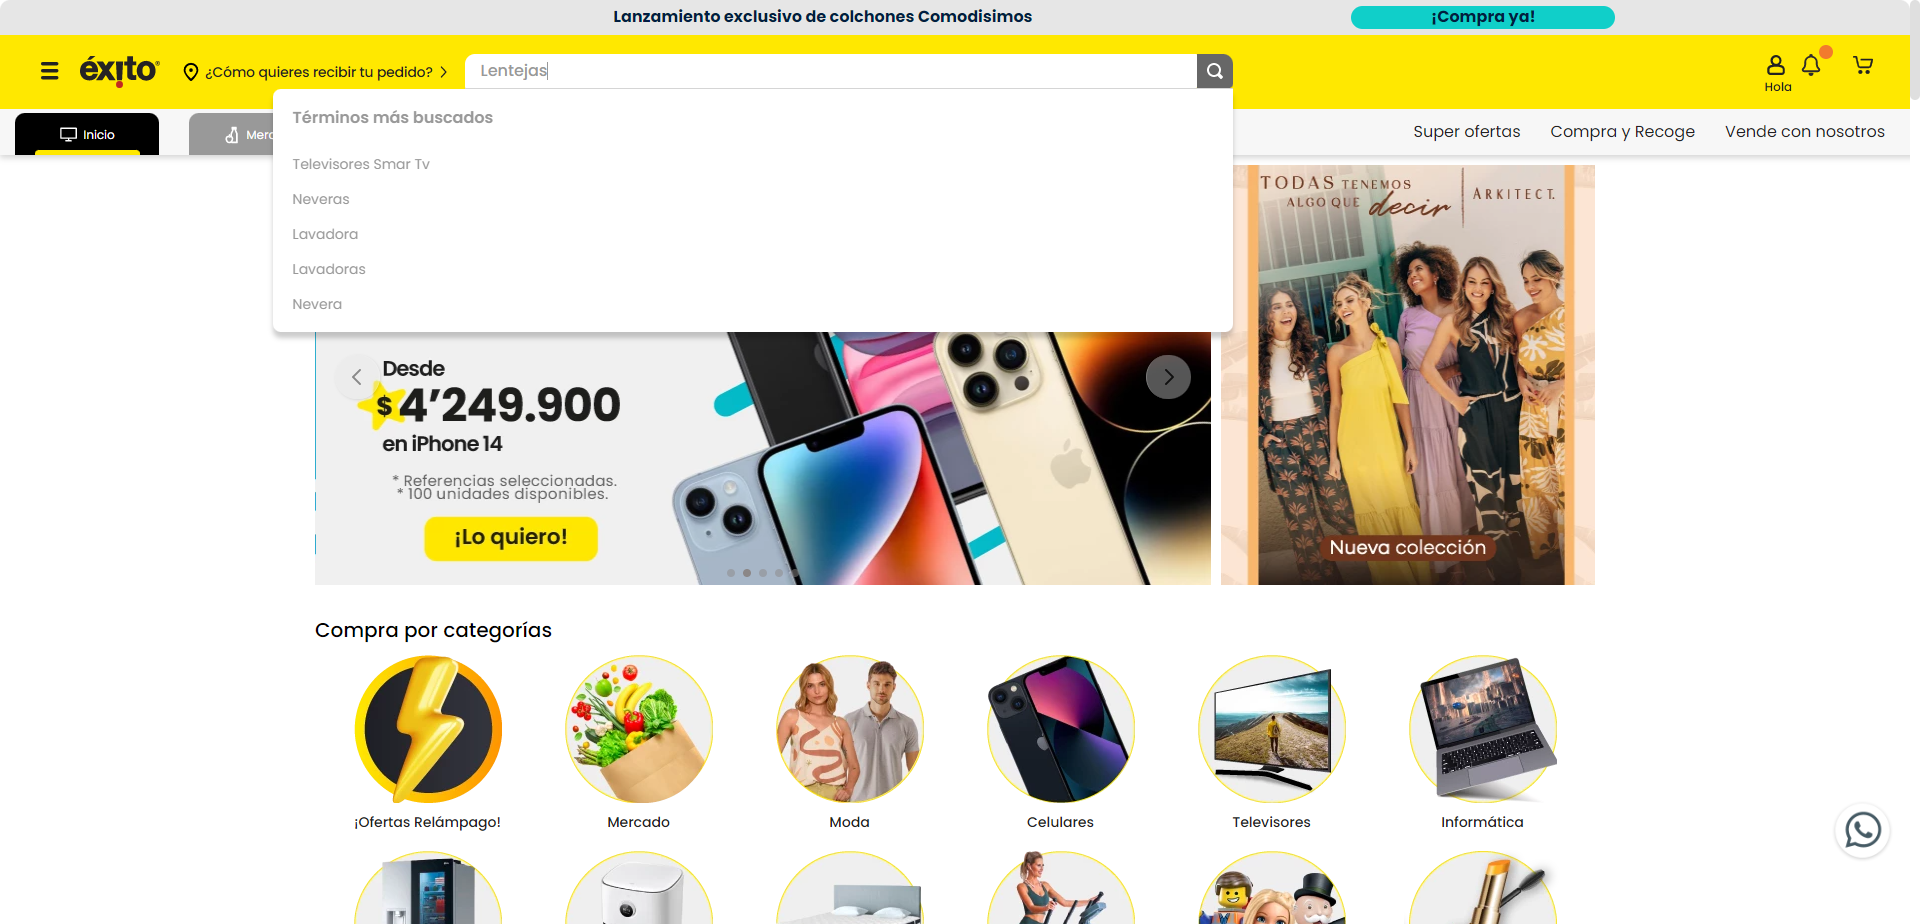 Lanzamiento exclusivo de colchones Comodisimos
¡Compra ya!
éxito
¿Cómo quieres recibir tu pedido?
Lentejas
Hola
Inicio
Merc
Super ofertas
Compra y Recoge
Vende con nosotros
Términos más buscados
Televisores Smar Tv
Neveras
Lavadora
Lavadoras
Nevera
Desde
$4'249.900
en iPhone 14
* Referencias seleccionadas.
* 100 unidades disponibles.
¡Lo quiero!
TODAS TENEMOS
ALGO QUE decir
ARKITECT.
Nueva colección
Compra por categorías
¡Ofertas Relámpago!
Mercado
Moda
Celulares
Televisores
Informática